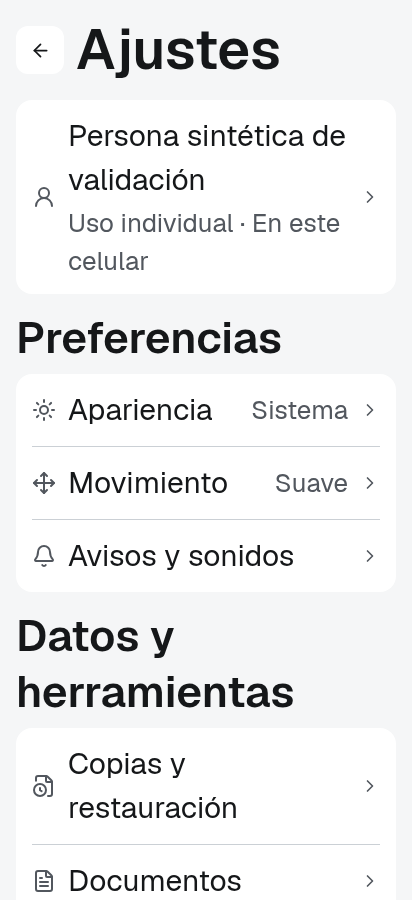 Ajustes
Persona sintética de
validación
Uso individual · En este
celular
Preferencias
Apariencia Sistema
Movimiento Suave
Avisos y sonidos
Datos y
herramientas
Copias y
restauración
Documentos